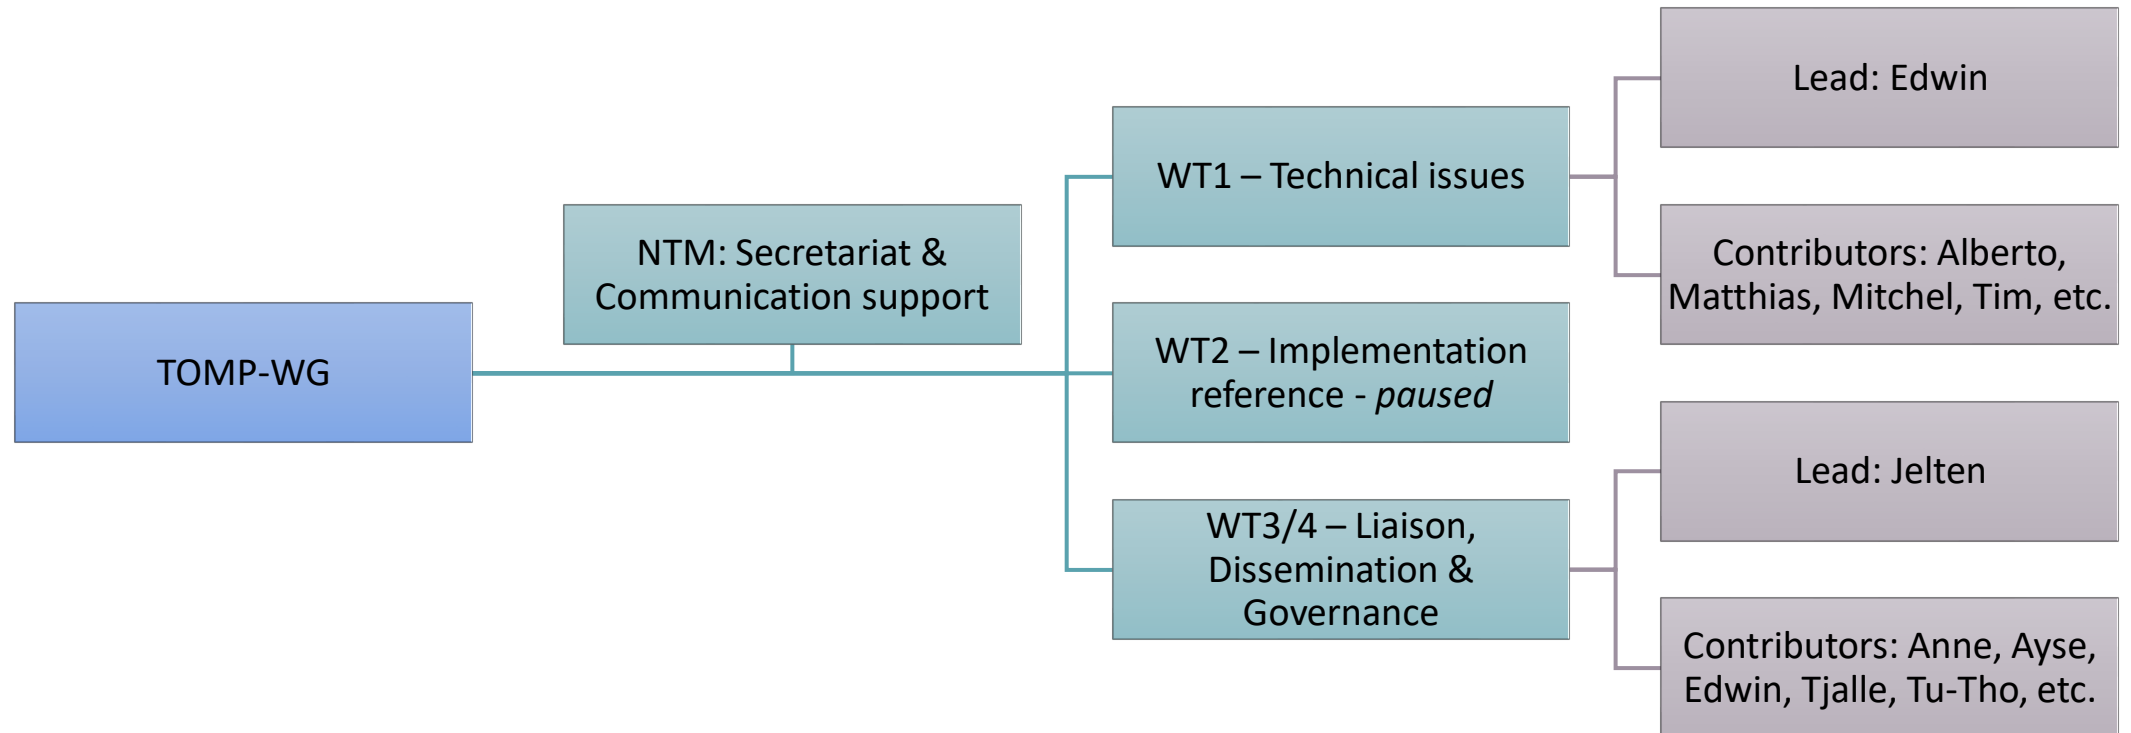 TOMP-WG
NTM: Secretariat &
Communication support
WT1 – Technical issues
Lead: Edwin
Contributors: Alberto,
Matthias, Mitchel, Tim, etc.
WT2 – Implementation
reference - paused
WT3/4 – Liaison,
Dissemination &
Governance
Lead: Jelten
Contributors: Anne, Ayse,
Edwin, Tjalle, Tu-Tho, etc.